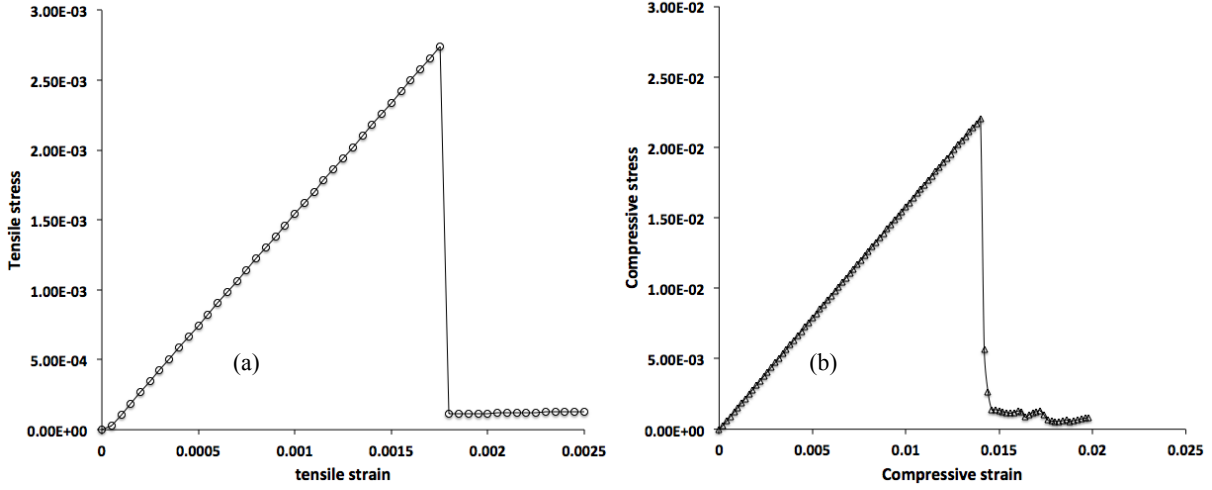 3.00E-03
2.50E-03
2.00E-03
1.50E-03
1.00E-03
5.00E-04
0.00E+00
Tensile stress
(a)
0
0.0005
0.001
0.0015
0.002
0.0025
tensile strain
3.00E-02
2.50E-02
2.00E-02
1.50E-02
1.00E-02
5.00E-03
0.00E+00
Compressive stress
(b)
0
0.005
0.01
0.015
0.02
0.025
Compressive strain